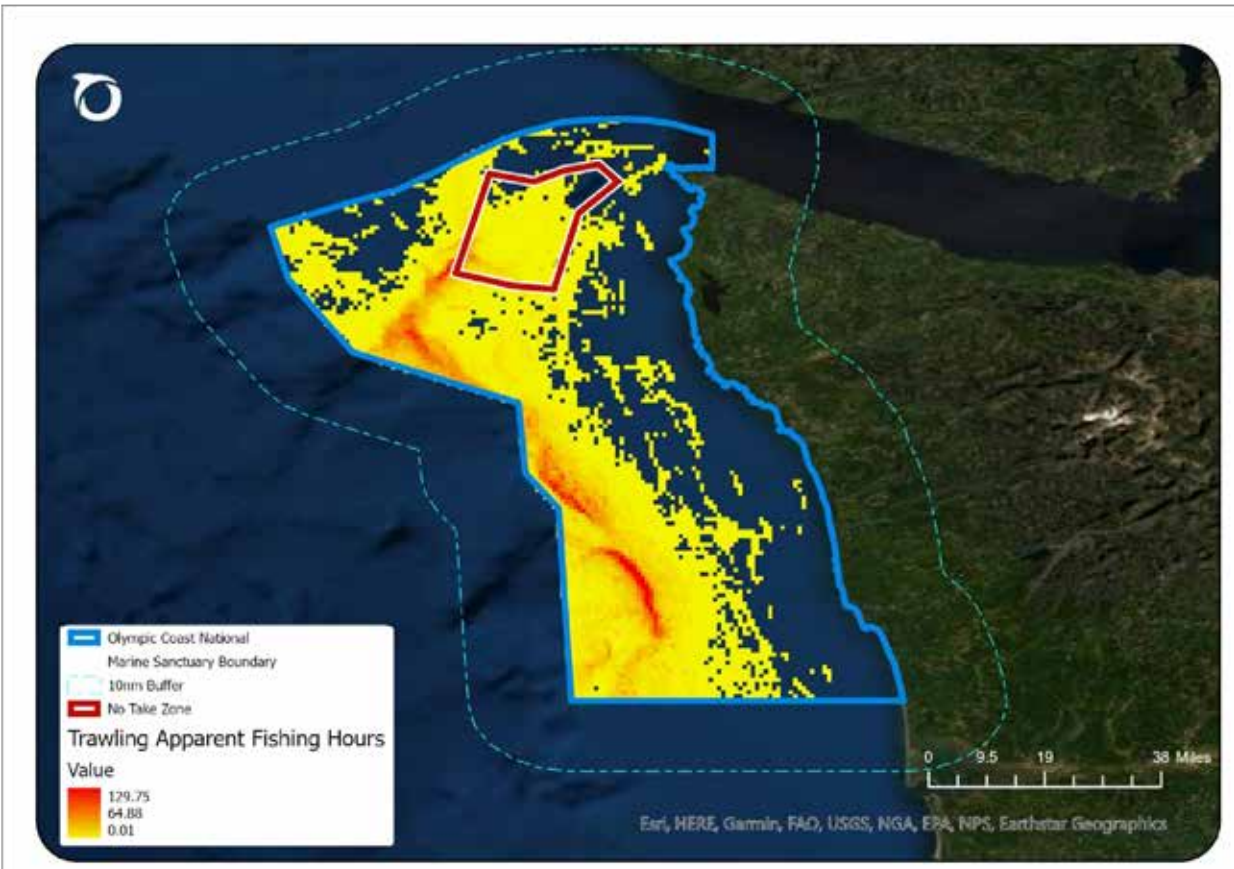 Olympic Coast National
Marine Sanctuary Boundary
10nm Buffer
No Take Zone
Trawling Apparent Fishing Hours
Value
129.75
64.88
0.01
0 9.5 19 38 Miles
Esri, HERE, Garmin, FAO, USGS, NGA, EPA, NPS, Earthstar Geographics